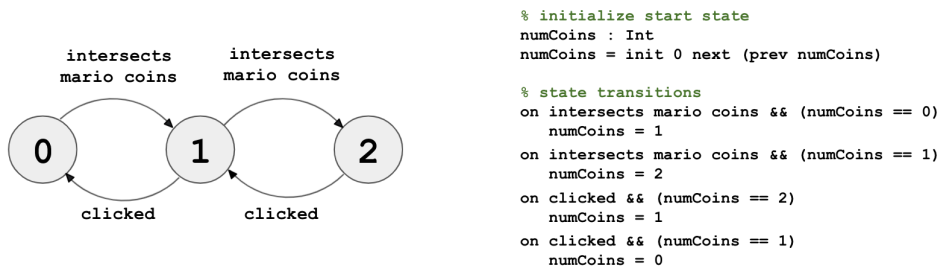 intersects
mario coins
intersects
mario coins
0
1
2
clicked
clicked
% initialize start state
numCoins : Int
numCoins = init 0 next (prev numCoins)
% state transitions
on intersects mario coins && (numCoins == 0)
numCoins = 1
on intersects mario coins && (numCoins == 1)
numCoins = 2
on clicked && (numCoins == 2)
numCoins = 1
on clicked && (numCoins == 1)
numCoins = 0